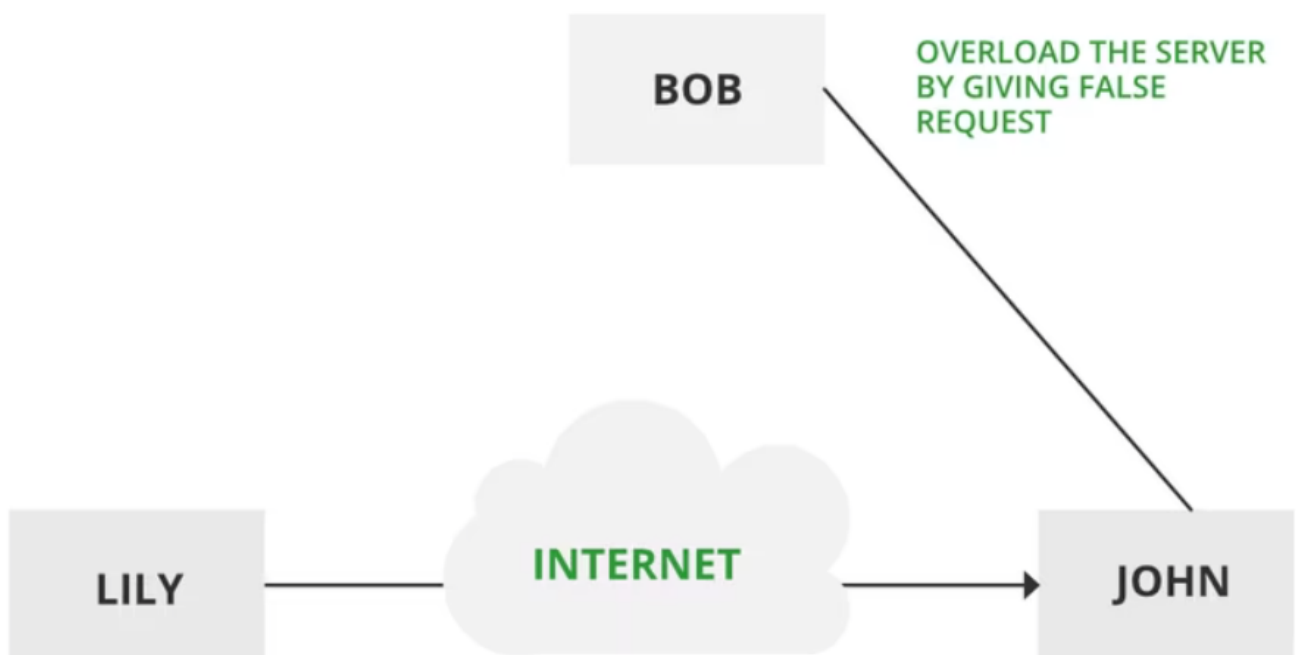 BOB
OVERLOAD THE SERVER
BY GIVING FALSE
REQUEST
LILY
INTERNET
JOHN